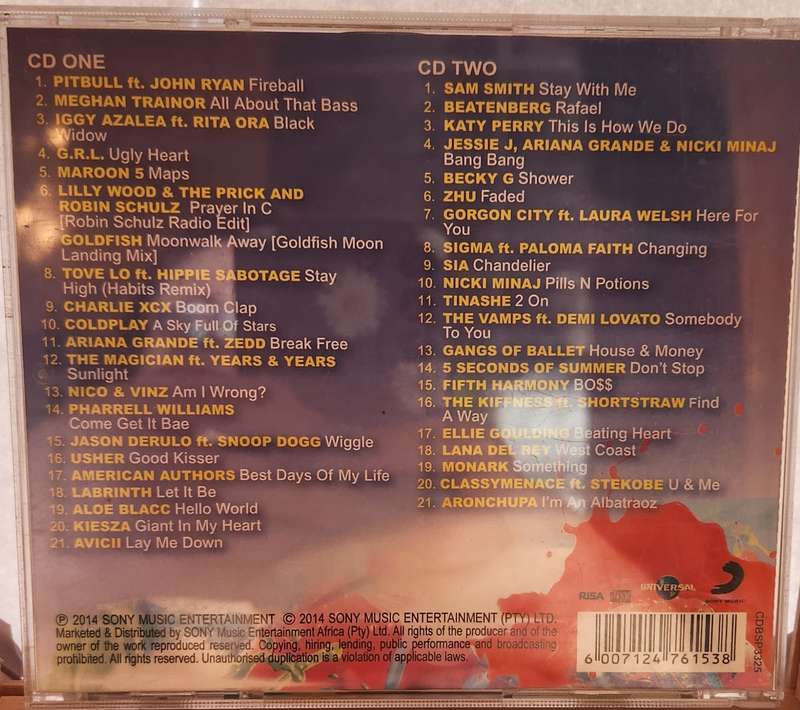 CD ONE
1. PITBULL ft. JOHN RYAN Fireball
2. MEGHAN TRAINOR All About That Bass
3. IGGY AZALEA ft. RITA ORA Black
Widow
4. G.R.L. Ugly Heart
5. MAROON 5 Maps
6. LILLY WOOD & THE PRICK AND
ROBIN SCHULZ Prayer In C
[Robin Schulz Radio Edit]
GOLDFISH Moonwalk Away [Goldfish Moon
Landing Mix]
8. TOVE LO ft. HIPPIE SABOTAGE Stay
High (Habits Remix)
9. CHARLIE XCX Boom Clap
10. COLDPLAY A Sky Full Of Stars
11. ARIANA GRANDE ft. ZEDD Break Free
12. THE MAGICIAN ft. YEARS & YEARS
Sunlight
13. NICO & VINZ Am I Wrong?
14. PHARRELL WILLIAMS
Come Get It Bae
15. JASON DERULO ft. SNOOP DOGG Wiggle
16. USHER Good Kisser
17. AMERICAN AUTHORS Best Days Of My Life
18. LABRINTH Let It Be
19. ALOE BLACC Hello World
20. KIESZA Giant In My Heart
21. AVICII Lay Me Down
CD TWO
1. SAM SMITH Stay With Me
2. BEATENBERG Rafael
3. KATY PERRY This Is How We Do
4. JESSIE J, ARIANA GRANDE & NICKI MINAJ
Bang Bang
5. BECKY G Shower
6. ZHU Faded
7. GORGON CITY ft. LAURA WELSH Here For
You
8. SIGMA ft. PALOMA FAITH Changing
9. SIA Chandelier
10. NICKI MINAJ Pills N Potions
11. TINASHE 2 On
12. THE VAMPS ft. DEMI LOVATO Somebody
To You
13. GANGS OF BALLET House & Money
14. 5 SECONDS OF SUMMER Don't Stop
15. FIFTH HARMONY BO$$
16. THE KIFFNESS ft. SHORTSTRAW Find
A Way
17. ELLIE GOULDING Beating Heart
18. LANA DEL REY West Coast
19. MONARK Something
20. CLASSYMENACE ft. STEKOBE U & Me
21. ARONCHUPA I'm An Albatraoz
℗ 2014 SONY MUSIC ENTERTAINMENT © 2014 SONY MUSIC ENTERTAINMENT (PTY) LTD.
Marketed & Distributed by SONY Music Entertainment Africa (Pty) Ltd. All rights of the producer and of the
owner of the work reproduced reserved. Copying, hiring, lending, public performance and broadcasting
prohibited. All rights reserved. Unauthorised duplication is a violation of applicable laws.
RISA
UNIVERSAL
SONY MUSIC
6 007124 761538
CDBSP3325